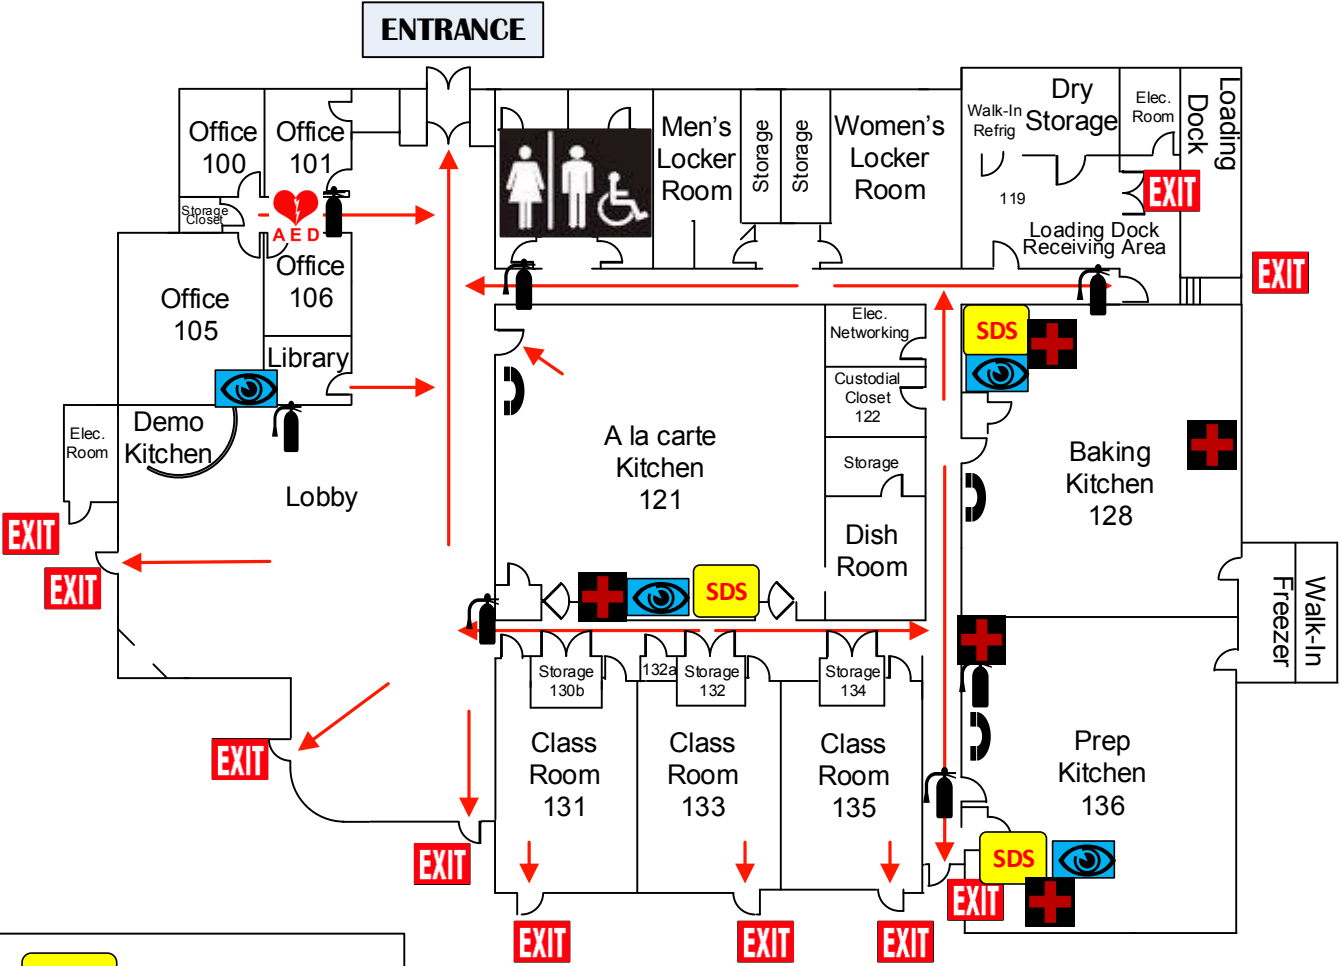 ENTRANCE
Office
100
Office
101
Storage
Closet
AED
Office
106
Office
105
Library
Demo
Kitchen
Elec.
Room
Lobby
EXIT
EXIT
EXIT
EXIT
Men's
Locker
Room
Storage
Storage
Women's
Locker
Room
Walk-In
Refrig
Dry
Storage
Elec.
Room
Loading
Dock
EXIT
119
Loading Dock
Receiving Area
EXIT
Elec.
Networking
Custodial
Closet
122
Storage
Dish
Room
A la carte
Kitchen
121
SDS
SDS
Baking
Kitchen
128
Walk-In
Freezer
Storage
130b
132a
Storage
132
Storage
134
Class
Room
131
Class
Room
133
Class
Room
135
Prep
Kitchen
136
SDS
EXIT
EXIT
EXIT
EXIT